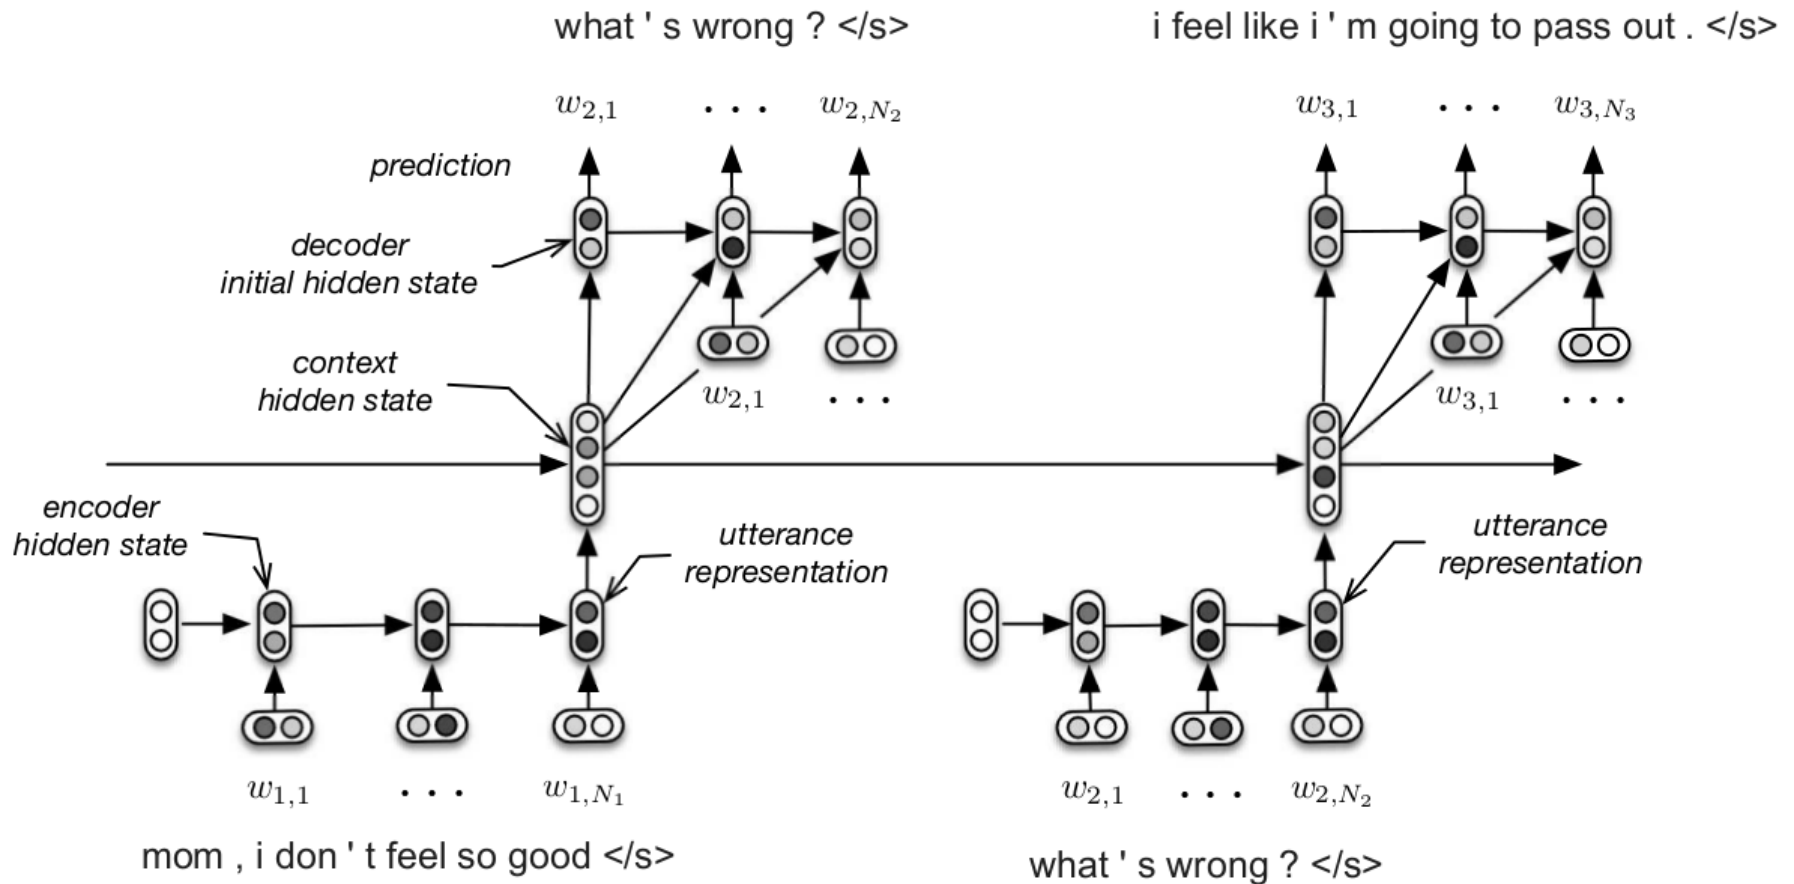 what ' s wrong ? </s>
i feel like i ' m going to pass out . </s>
w2,1 . . . w2,N2
w3,1 . . . w3,N3
prediction
decoder
initial hidden state
context
hidden state
w2,1 . . .
w3,1 . . .
encoder
hidden state
utterance
representation
utterance
representation
w1,1 . . . w1,N1
w2,1 . . . w2,N2
mom , i don ' t feel so good </s>
what ' s wrong ? </s>